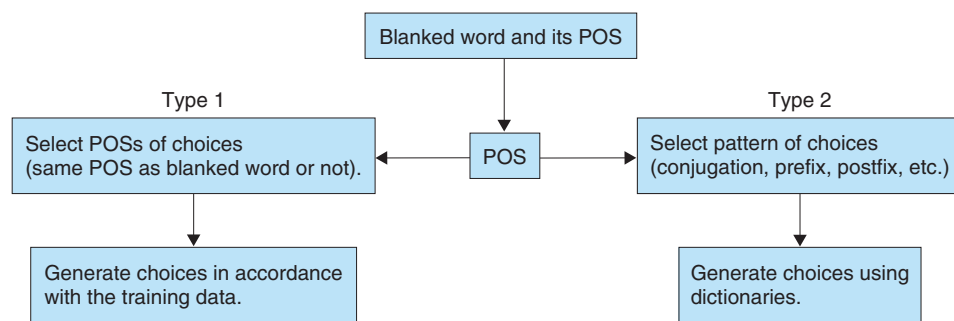 Blanked word and its POS
Type 1
Type 2
Select POSs of choices
(same POS as blanked word or not).
POS
Select pattern of choices
(conjugation, prefix, postfix, etc.)
Generate choices in accordance
with the training data.
Generate choices using
dictionaries.